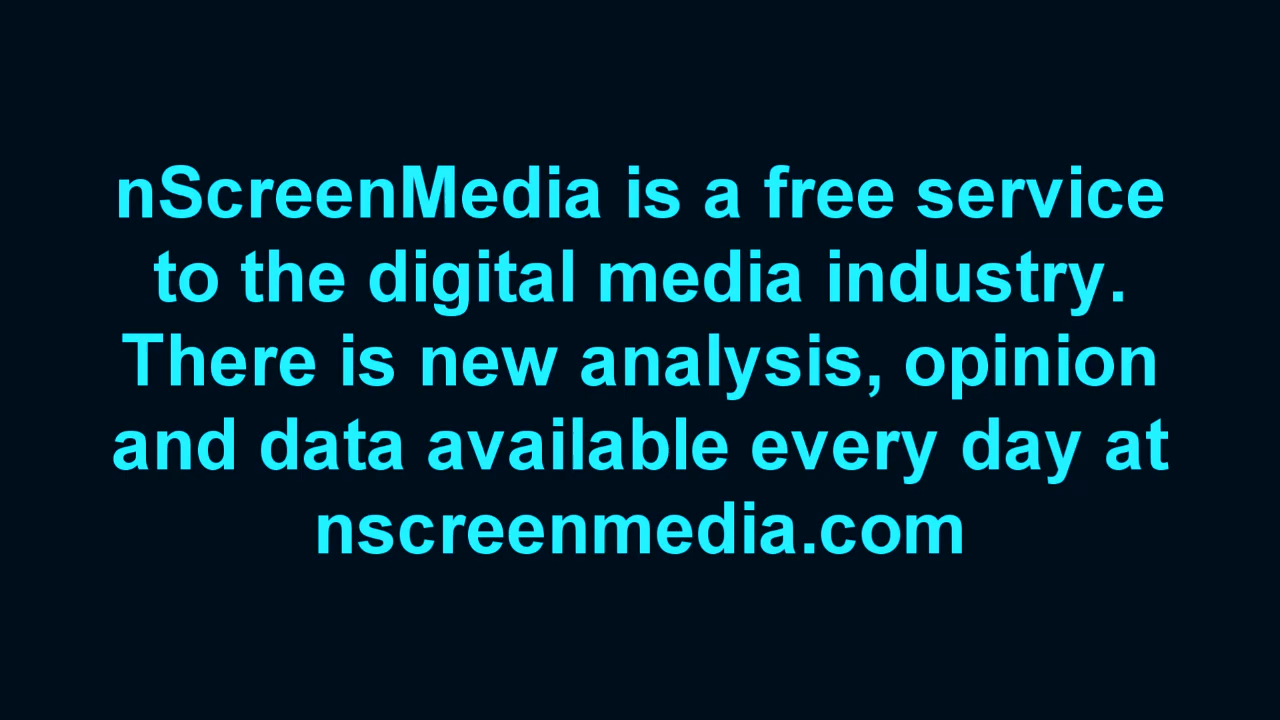 nScreenMedia is a free service
to the digital media industry.
There is new analysis, opinion
and data available every day at
nscreenmedia.com